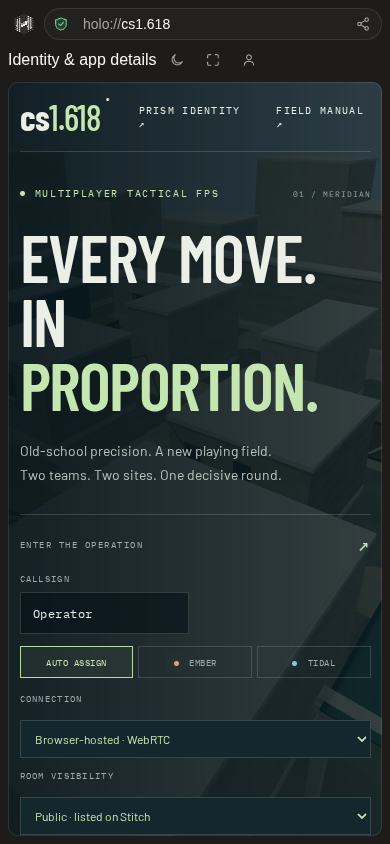 holo://cs1.618
Identity & app details
cs1.618
PRISM IDENTITY ↗
FIELD MANUAL ↗
MULTIPLAYER TACTICAL FPS
01 / MERIDIAN
EVERY MOVE.
IN
PROPORTION.
Old-school precision. A new playing field.
Two teams. Two sites. One decisive round.
ENTER THE OPERATION ↗
CALLSIGN
Operator
AUTO ASSIGN
EMBER
TIDAL
CONNECTION
Browser-hosted · WebRTC
ROOM VISIBILITY
Public · listed on Stitch